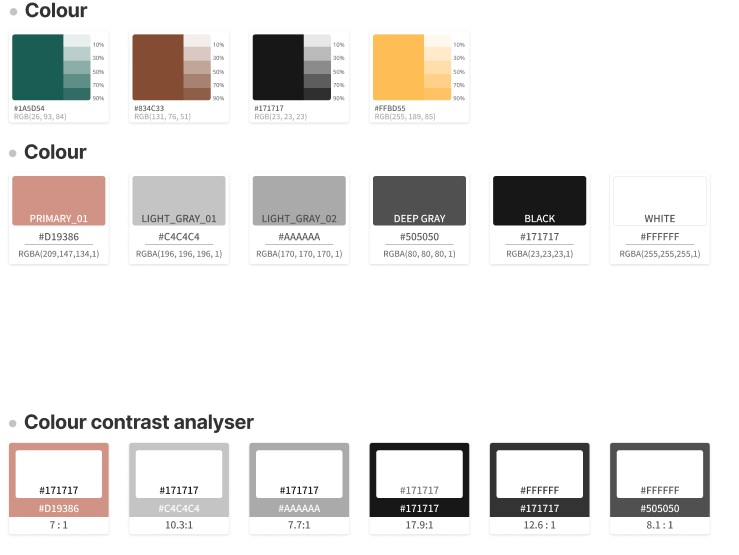 Colour
10%
30%
50%
70%
90%
#1A5D54
RGB(26, 93, 84)
10%
30%
50%
70%
90%
#834C33
RGB(131, 76, 51)
10%
30%
50%
70%
90%
#171717
RGB(23, 23, 23)
10%
30%
50%
70%
90%
#FFBD55
RGB(255, 189, 85)
Colour
PRIMARY_01
#D19386
RGBA(209,147,134,1)
LIGHT_GRAY_01
#C4C4C4
RGBA(196, 196, 196, 1)
LIGHT_GRAY_02
#AAAAAA
RGBA(170, 170, 170, 1)
DEEP GRAY
#505050
RGBA(80, 80, 80, 1)
BLACK
#171717
RGBA(23,23,23,1)
WHITE
#FFFFFF
RGBA(255,255,255,1)
Colour contrast analyser
#171717
#D19386
7 : 1
#171717
#C4C4C4
10.3:1
#171717
#AAAAAA
7.7:1
#171717
#171717
17.9:1
#FFFFFF
#171717
12.6 : 1
#FFFFFF
#505050
8.1 : 1